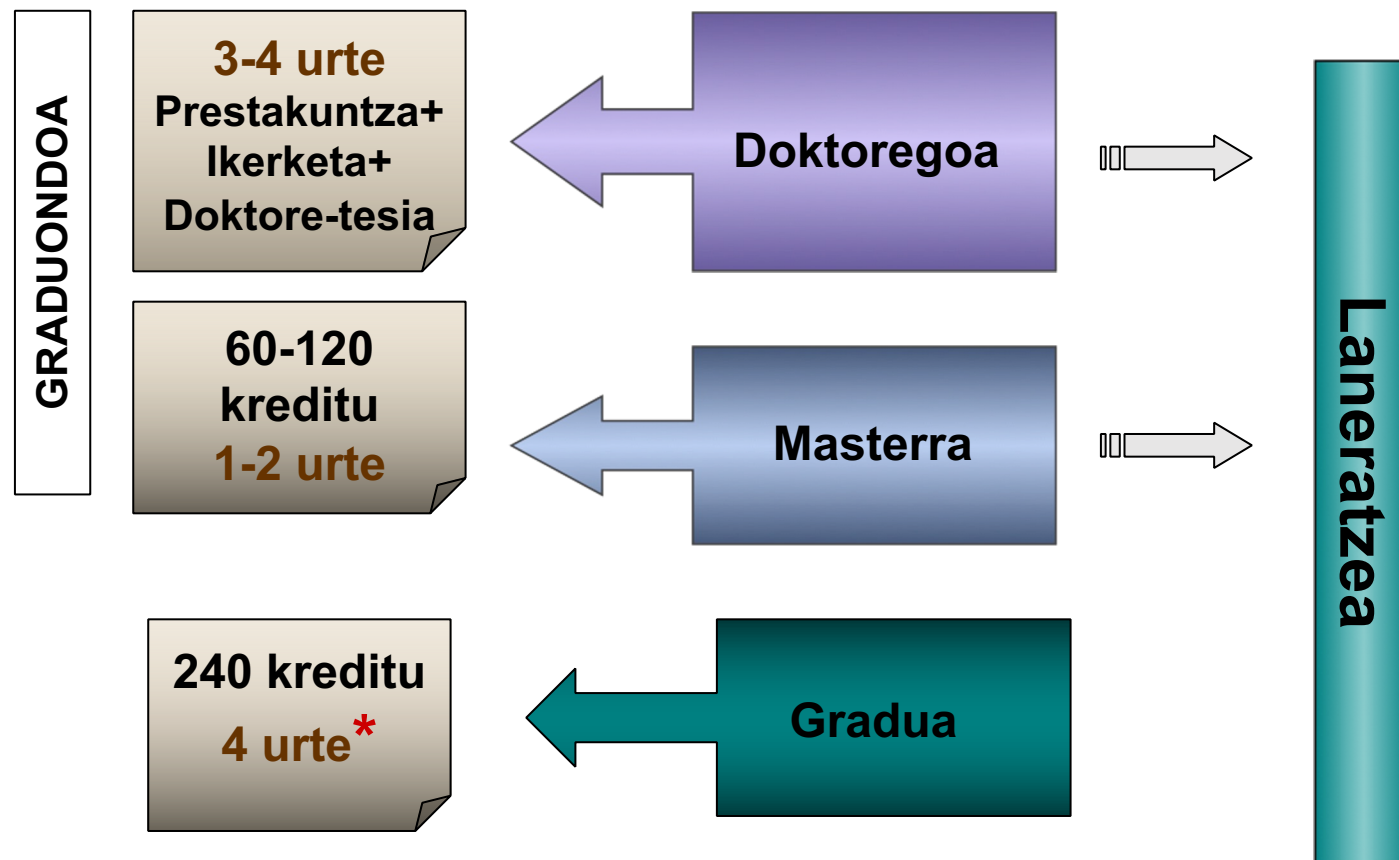 GRADUONDOA
3-4 urte
Prestakuntza+
Ikerketa+
Doktore-tesia
Doktoregoa
60-120
kreditu
1-2 urte
Masterra
240 kreditu
4 urte*
Gradua
Laneratzea